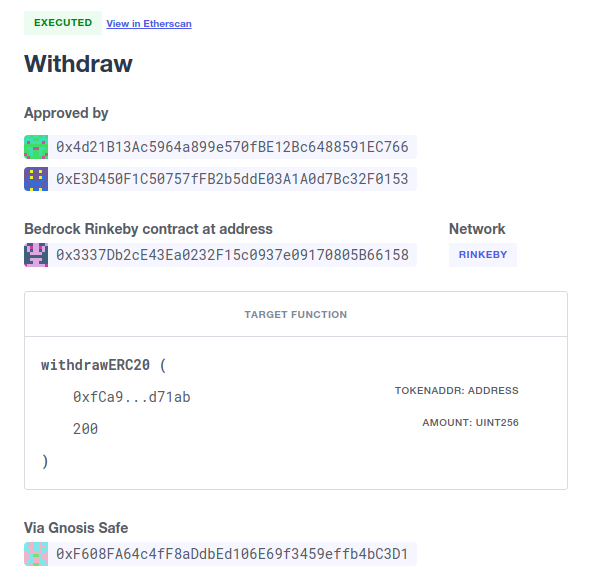 EXECUTED View in Etherscan
Withdraw
Approved by
0x4d21B13Ac5964a899e570fBE12Bc6488591EC766
0xE3D450F1C50757fFB2b5ddE03A1A0d7Bc32F0153
Bedrock Rinkeby contract at address Network
0x3337Db2cE43Ea0232F15c0937e09170805B66158 RINKEBY
TARGET FUNCTION
withdrawERC20 (
0xfCa9...d71ab TOKENADDR: ADDRESS
200 AMOUNT: UINT256
)
Via Gnosis Safe
0xF608FA64c4fF8aDdbEd106E69f3459effb4bC3D1